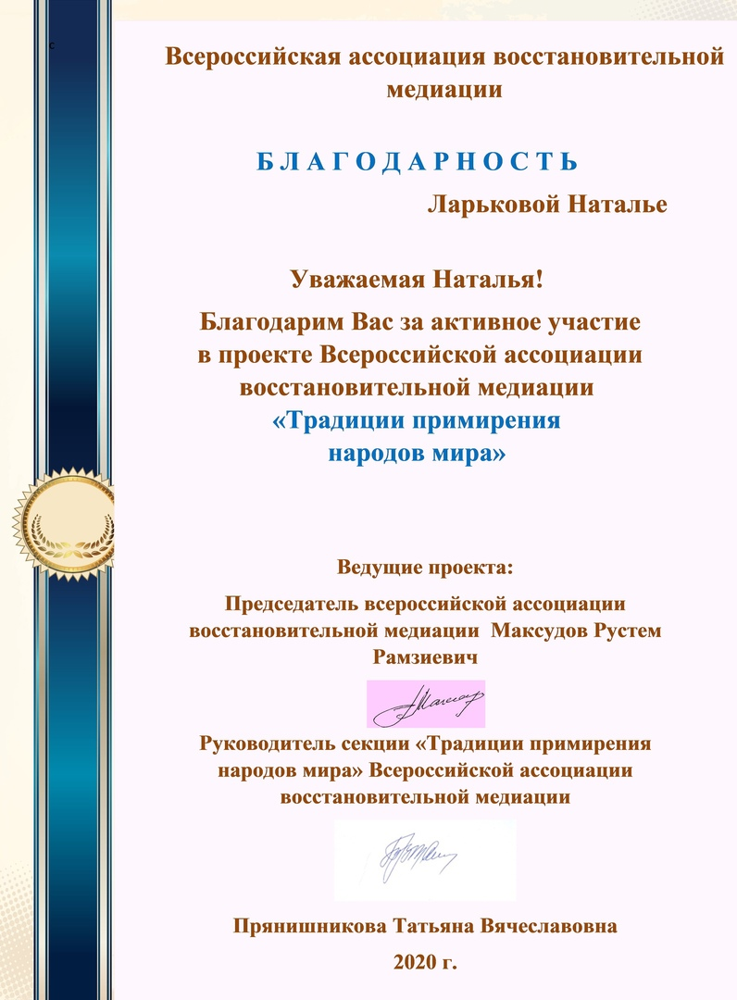 с
Всероссийская ассоциация восстановительной
медиации
Б Л А Г О Д А Р Н О С Т Ь
Ларьковой Наталье
Уважаемая Наталья!
Благодарим Вас за активное участие
в проекте Всероссийской ассоциации
восстановительной медиации
«Традиции примирения
народов мира»
Ведущие проекта:
Председатель всероссийской ассоциации
восстановительной медиации  Максудов Рустем
Рамзиевич
Руководитель секции «Традиции примирения
народов мира» Всероссийской ассоциации
восстановительной медиации
Прянишникова Татьяна Вячеславовна
2020 г.